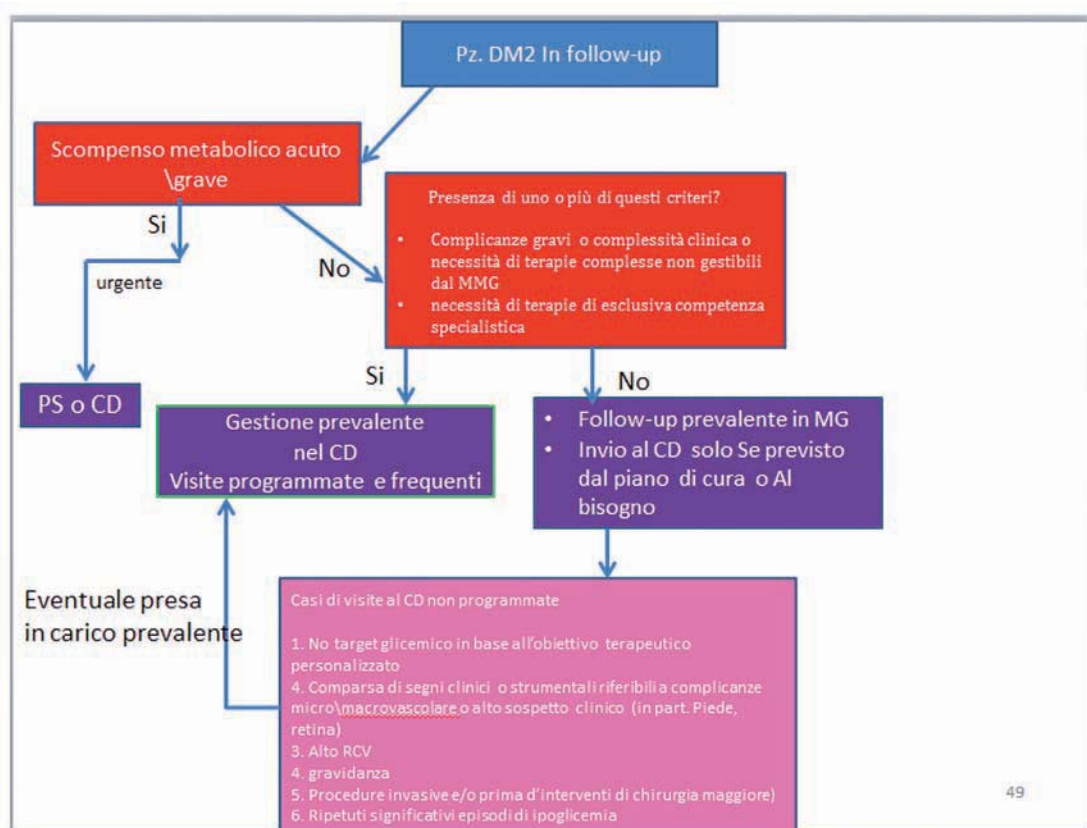 Pz. DM2 In follow-up
Scompenso metabolico acuto
\grave
Si
urgente
No
Presenza di uno o più di questi criteri?
• Complicanze gravi o complessità clinica o
necessità di terapie complesse non gestibili
dal MMG
• necessità di terapie di esclusiva competenza
specialistica
Si
No
PS o CD
Gestione prevalente
nel CD
Visite programmate e frequenti
• Follow-up prevalente in MG
• Invio al CD solo Se previsto
dal piano di cura o Al
bisogno
Eventuale presa
in carico prevalente
Casi di visite al CD non programmate
1. No target glicemico in base all'obiettivo terapeutico
personalizzato
4. Comparsa di segni clinici o strumentali riferibili a complicanze
micro\macrovascolare o alto sospetto clinico (in part. Piede,
retina)
3. Alto RCV
4. gravidanza
5. Procedure invasive e/o prima d'interventi di chirurgia maggiore)
6. Ripetuti significativi episodi di ipoglicemia
49